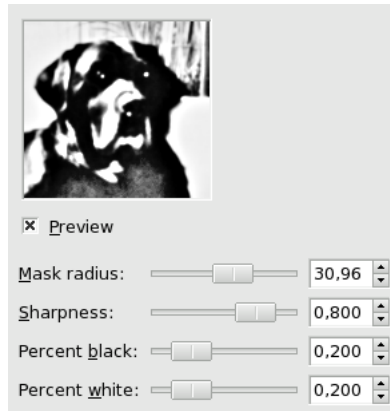 Preview
Mask radius: 30,96
Sharpness: 0,800
Percent black: 0,200
Percent white: 0,200